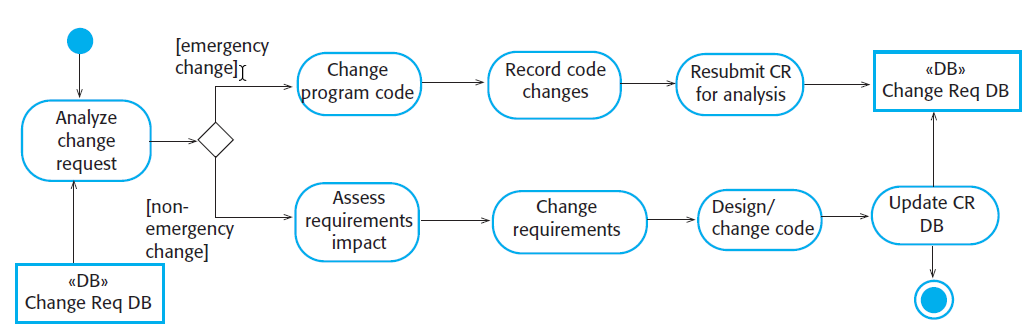 [emergency
change]
Change
program code
Record code
changes
Resubmit CR
for analysis
«DB»
Change Req DB
Analyze
change
request
[non-
emergency
change]
Assess
requirements
impact
Change
requirements
Design/
change code
Update CR
DB
«DB»
Change Req DB